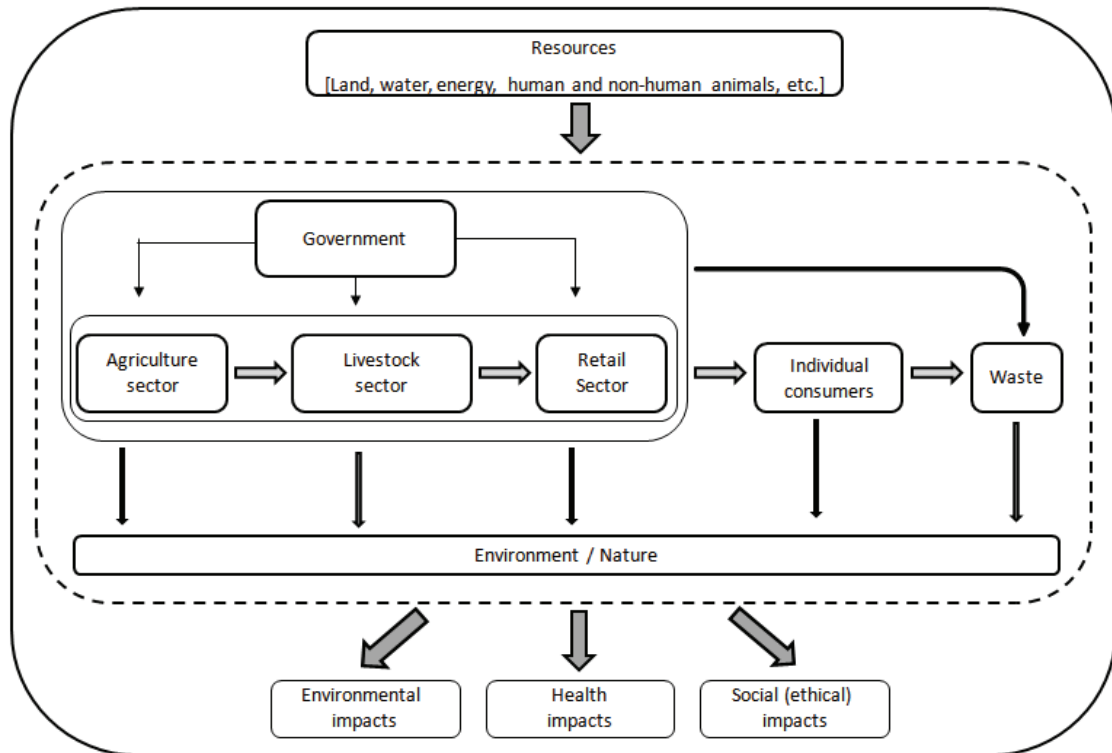 Resources
[Land, water, energy, human and non-human animals, etc.]
Government
Agriculture
sector
Livestock
sector
Retail
Sector
Individual
consumers
Waste
Environment / Nature
Environmental
impacts
Health
impacts
Social (ethical)
impacts